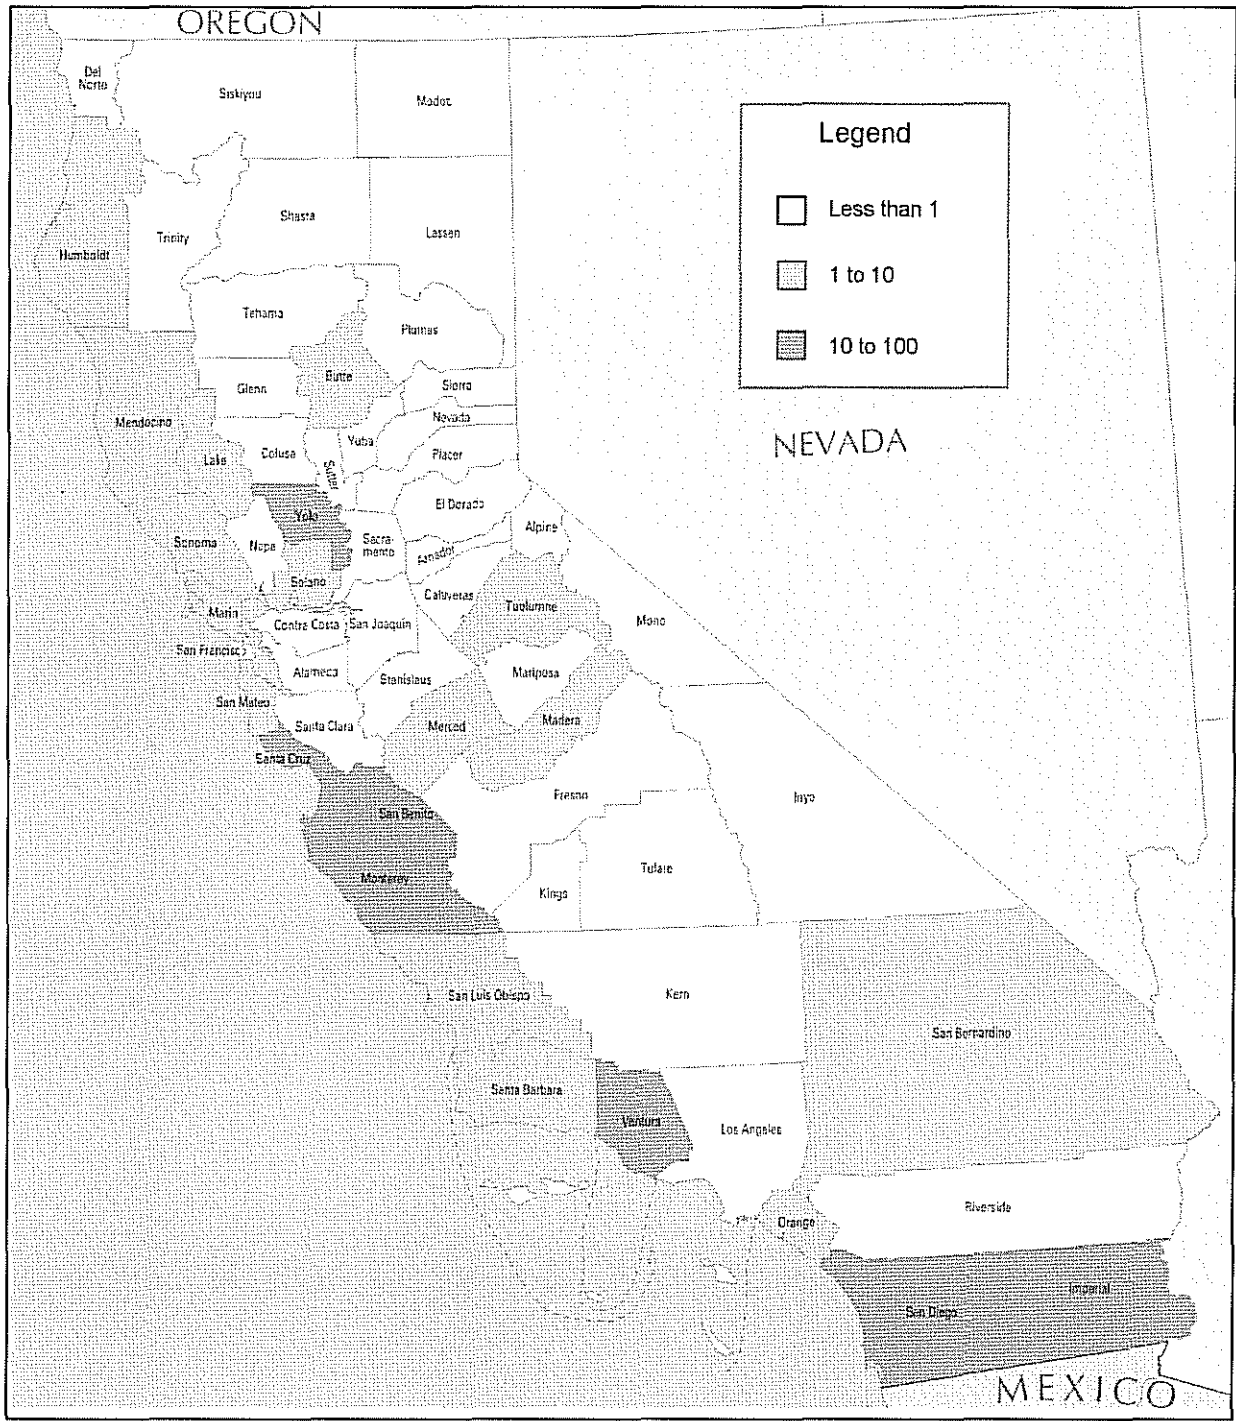 OREGON
Del
Norte
Siskiyou
Modoc
Legend
Less than 1
1 to 10
10 to 100
Shasta
Trinity
Lassen
Humboldt
Tehama
Plumas
Glenn
Butte
Sierra
Nevada
Mendocino
Yuba
Colusa
Placer
Lake
Sutter
NEVADA
El Dorado
Yolo
Alpine
Sonoma
Napa
Sacra-
mento
Amador
Solano
Calaveras
Tuolumne
Marin
Contra Costa
San Joaquin
Mono
San Francisco
Alameda
Stanislaus
Mariposa
San Mateo
Santa Clara
Merced
Madera
Santa Cruz
Fresno
Inyo
San Benito
Tulare
Monterey
Kings
San Luis Obispo
Kern
San Bernardino
Santa Barbara
Ventura
Los Angeles
Riverside
Orange
Imperial
San Diego
MEXICO